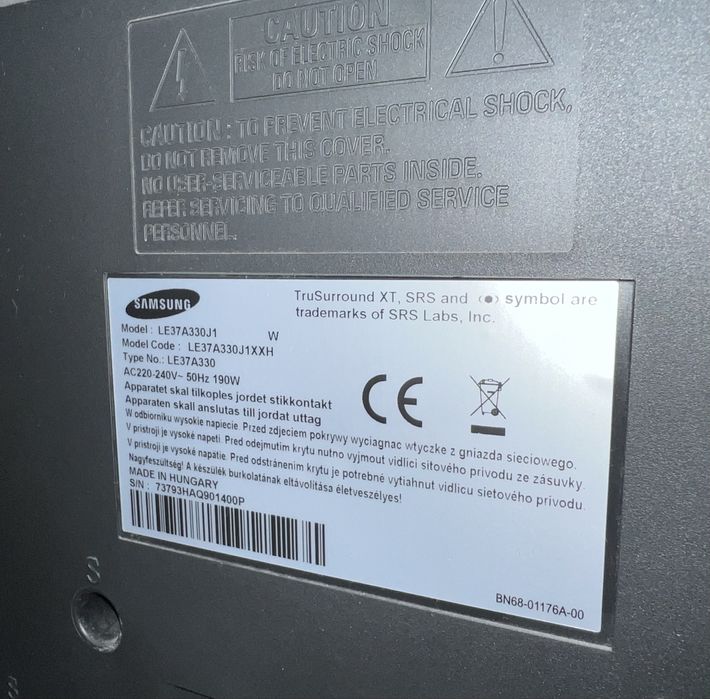 CAUTION
RISK OF ELECTRIC SHOCK
DO NOT OPEN
CAUTION : TO PREVENT ELECTRICAL SHOCK,
DO NOT REMOVE THIS COVER.
NO USER-SERVICEABLE PARTS INSIDE.
REFER SERVICING TO QUALIFIED SERVICE
PERSONNEL.
SAMSUNG
TruSurround XT, SRS and (●) symbol are
trademarks of SRS Labs, Inc.
Model : LE37A330J1 W
Model Code : LE37A330J1XXH
Type No.: LE37A330
AC220-240V~ 50Hz 190W
Apparatet skal tilkoples jordet stikkontakt
Apparaten skall anslutas till jordat uttag
W odbiorniku wysokie napiecie. Przed zdjeciem pokrywy wyciagnac wtyczke z gniazda sieciowego.
V pristroji je vysoké napeti. Pred odejmutim krytu nutno vyjmout vidlici sitového privodu ze zásuvky.
V pristroji je vysoké napätie. Pred odstránenim krytu je potrebné vytiahnut vidlicu sietového privodu.
Nagyfeszültség! A készülék burkolatának eltávolitása életveszélyes!
MADE IN HUNGARY
S/N : 73793HAQ901400P
CE
BN68-01176A-00
S